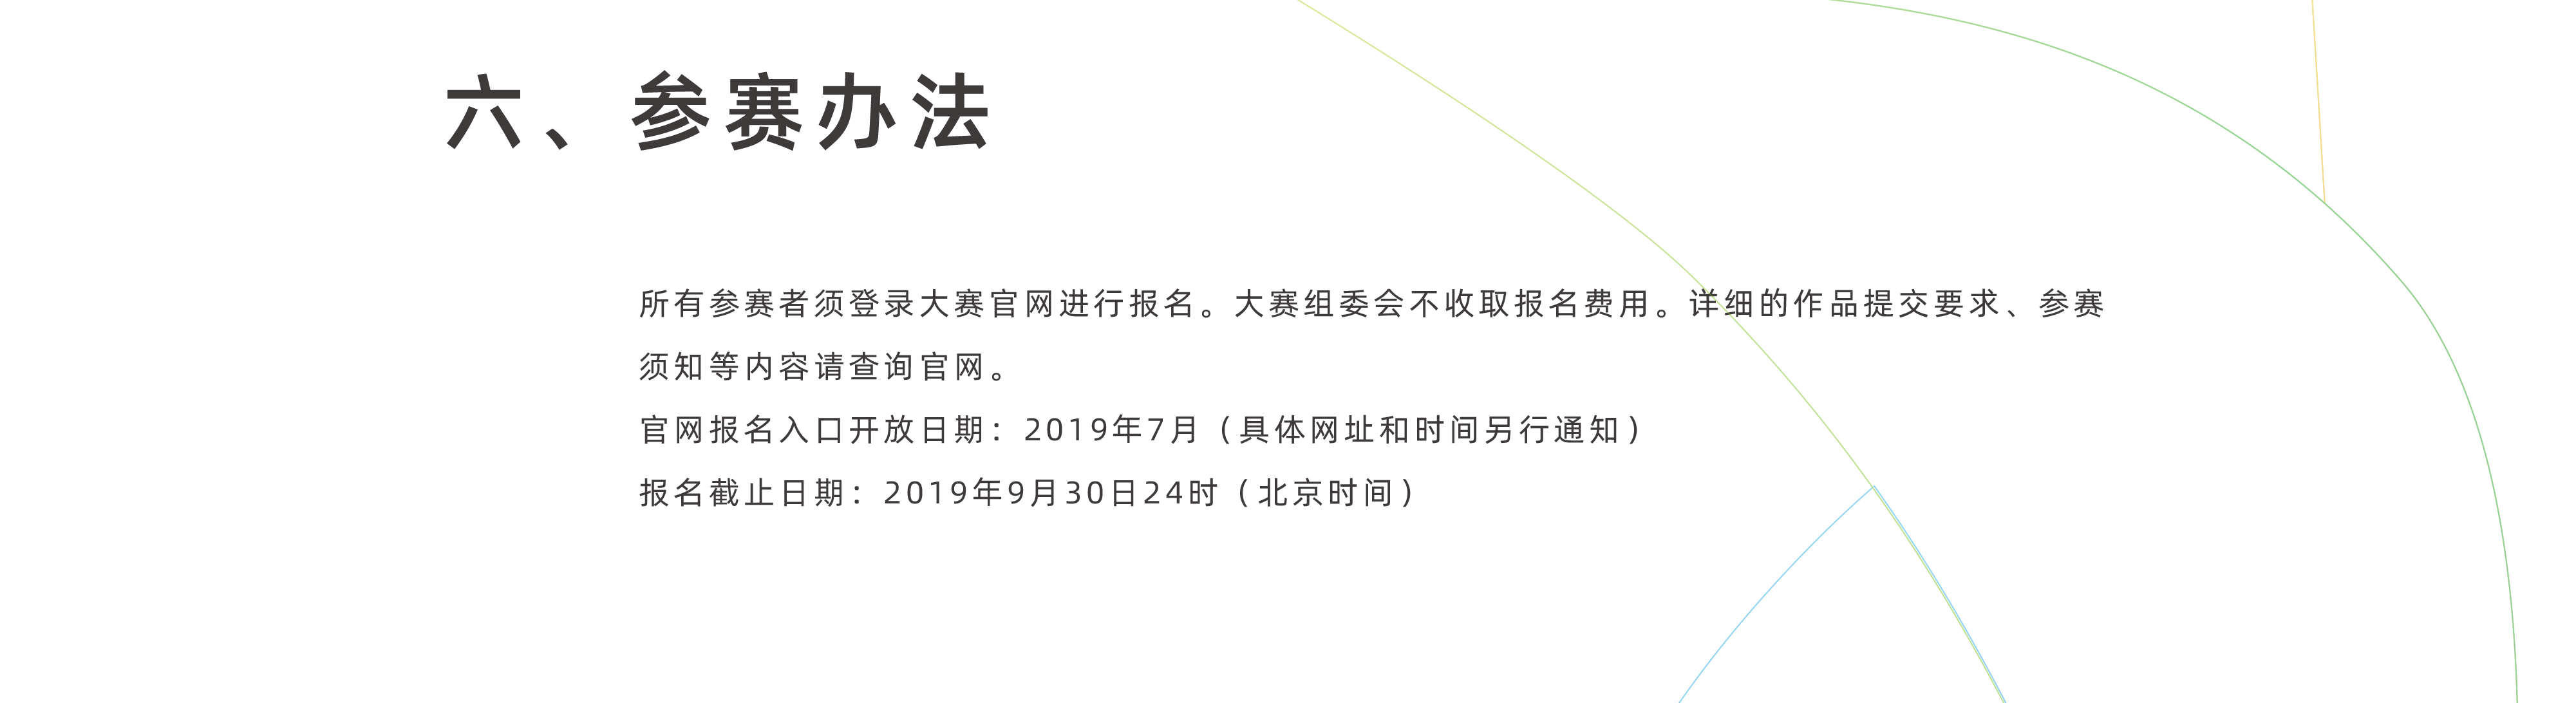 六、参赛办法
所有参赛者须登录大赛官网进行报名。大赛组委会不收取报名费用。详细的作品提交要求、参赛
须知等内容请查询官网。
官网报名入口开放日期：2019年7月（具体网址和时间另行通知）
报名截止日期：2019年9月30日24时（北京时间）